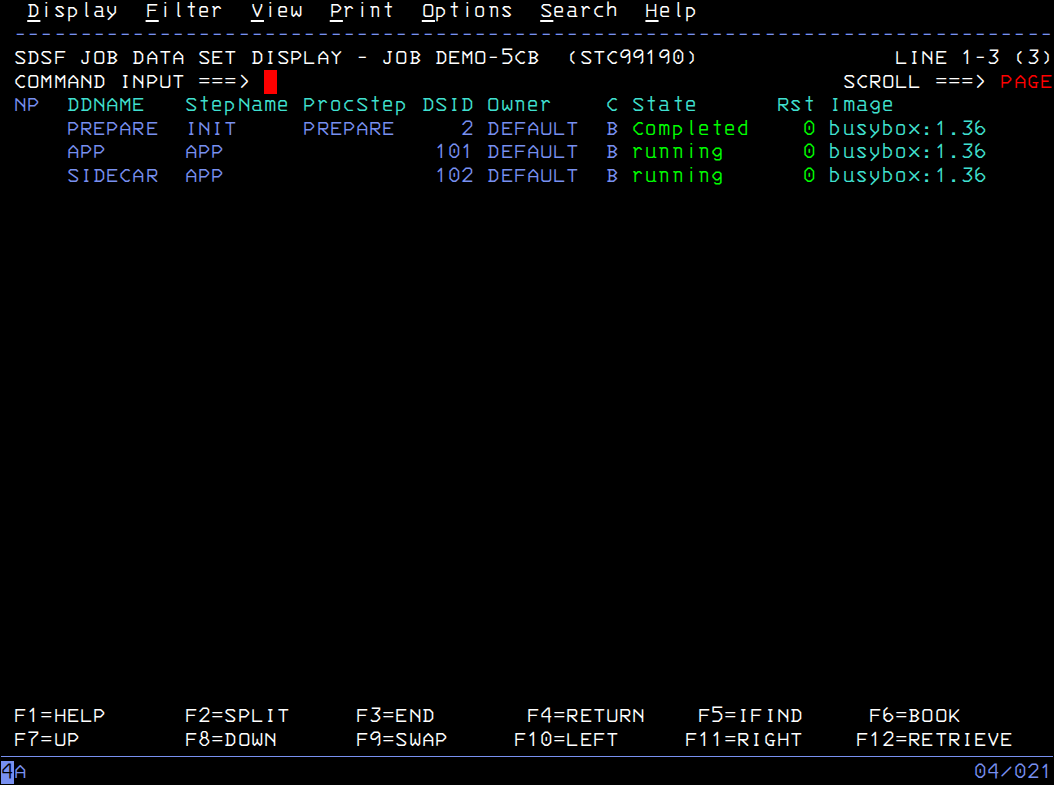 Display  Filter  View  Print  Options  Search  Help
--------------------------------------------------------------------------------
SDSF JOB DATA SET DISPLAY - JOB DEMO-5CB  (STC99190)               LINE 1-3 (3)
COMMAND INPUT ===>                                             SCROLL ===> PAGE
NP  DDNAME   StepName ProcStep DSID Owner    C State      Rst Image
PREPARE  INIT     PREPARE     2 DEFAULT  B Completed    0 busybox:1.36
APP      APP                101 DEFAULT  B running      0 busybox:1.36
SIDECAR  APP                102 DEFAULT  B running      0 busybox:1.36
F1=HELP      F2=SPLIT     F3=END       F4=RETURN    F5=IFIND     F6=BOOK
F7=UP        F8=DOWN      F9=SWAP     F10=LEFT     F11=RIGHT    F12=RETRIEVE
4A                                                                        04/021